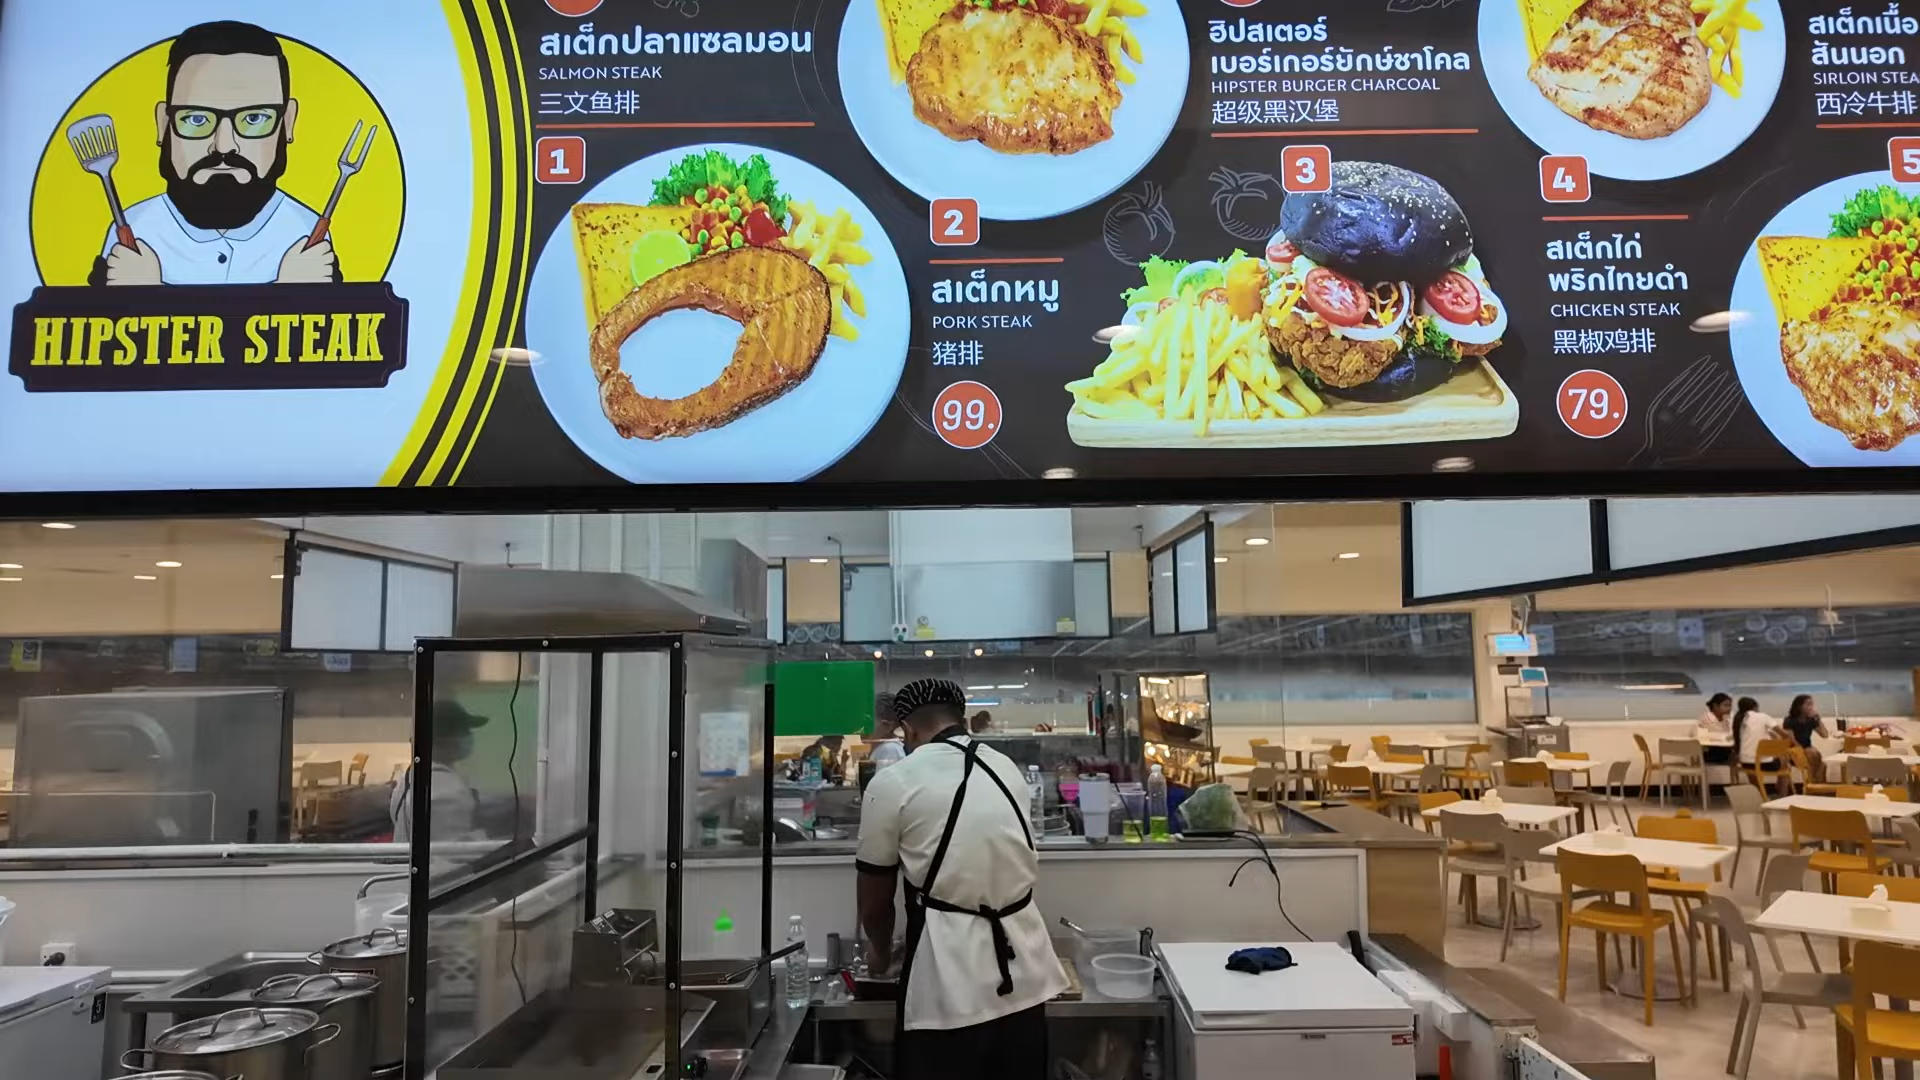 HIPSTER STEAK
สเต็กปลาแซลมอน
SALMON STEAK
三文鱼排
1
2
สเต็กหมู
PORK STEAK
猪排
99.
ฮิปสเตอร์
เบอร์เกอร์ยักษ์ชาโคล
HIPSTER BURGER CHARCOAL
超级黑汉堡
3
4
สเต็กไก่
พริกไทยดำ
CHICKEN STEAK
黑椒鸡排
79.
สเต็กเนื้อ
สันนอก
SIRLOIN STEA
西冷牛排
5